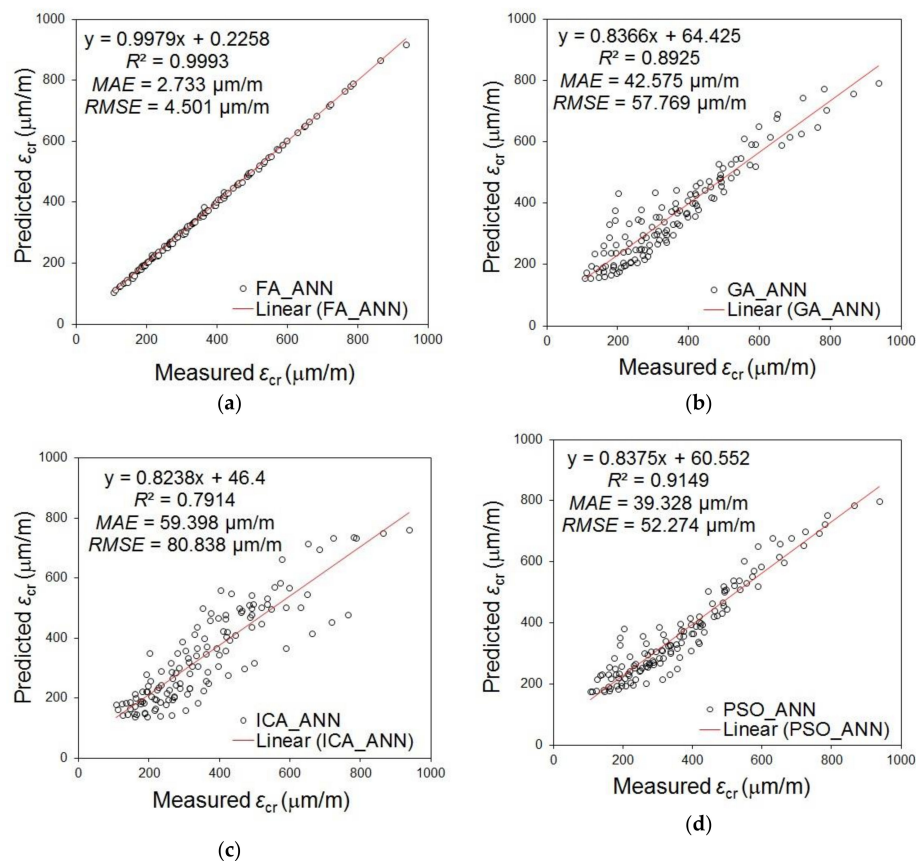 y = 0.9979x + 0.2258
R² = 0.9993
MAE = 2.733 µm/m
RMSE = 4.501 µm/m
1000
800
600
400
200
0
Predicted εcr (µm/m)
FA_ANN
Linear (FA_ANN)
0 200 400 600 800 1000
Measured εcr (µm/m)
(a)
y = 0.8366x + 64.425
R² = 0.8925
MAE = 42.575 µm/m
RMSE = 57.769 µm/m
1000
800
600
400
200
0
Predicted εcr (µm/m)
GA_ANN
Linear (GA_ANN)
0 200 400 600 800 1000
Measured εcr (µm/m)
(b)
y = 0.8238x + 46.4
R² = 0.7914
MAE = 59.398 µm/m
RMSE = 80.838 µm/m
1000
800
600
400
200
0
Predicted εcr (µm/m)
ICA_ANN
Linear (ICA_ANN)
0 200 400 600 800 1000
Measured εcr (µm/m)
(c)
y = 0.8375x + 60.552
R² = 0.9149
MAE = 39.328 µm/m
RMSE = 52.274 µm/m
1000
800
600
400
200
0
Predicted εcr (µm/m)
PSO_ANN
Linear (PSO_ANN)
0 200 400 600 800 1000
Measured εcr (µm/m)
(d)